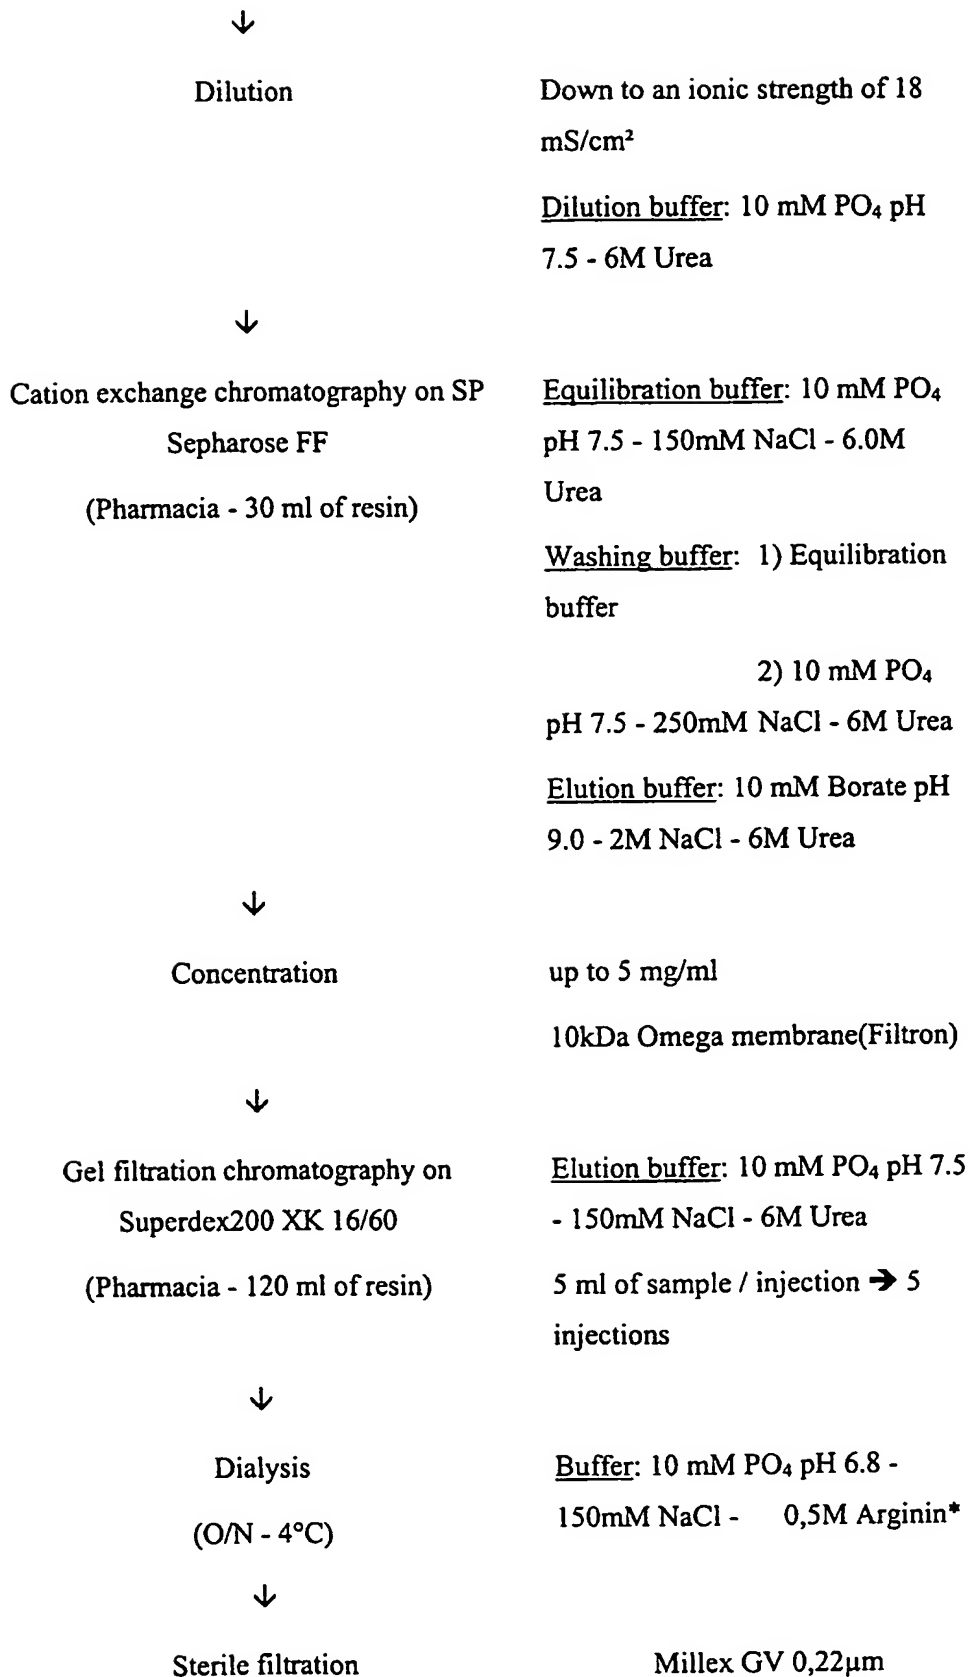 ↓
Dilution
Down to an ionic strength of 18
mS/cm²
Dilution buffer: 10 mM PO₄ pH
7.5 - 6M Urea
↓
Cation exchange chromatography on SP
Sepharose FF
(Pharmacia - 30 ml of resin)
Equilibration buffer: 10 mM PO₄
pH 7.5 - 150mM NaCl - 6.0M
Urea
Washing buffer: 1) Equilibration
buffer
2) 10 mM PO₄
pH 7.5 - 250mM NaCl - 6M Urea
Elution buffer: 10 mM Borate pH
9.0 - 2M NaCl - 6M Urea
↓
Concentration
up to 5 mg/ml
10kDa Omega membrane(Filtron)
↓
Gel filtration chromatography on
Superdex200 XK 16/60
(Pharmacia - 120 ml of resin)
Elution buffer: 10 mM PO₄ pH 7.5
- 150mM NaCl - 6M Urea
5 ml of sample / injection ➔ 5
injections
↓
Dialysis
(O/N - 4°C)
Buffer: 10 mM PO₄ pH 6.8 -
150mM NaCl - 0,5M Arginin*
↓
Sterile filtration
Millex GV 0,22µm